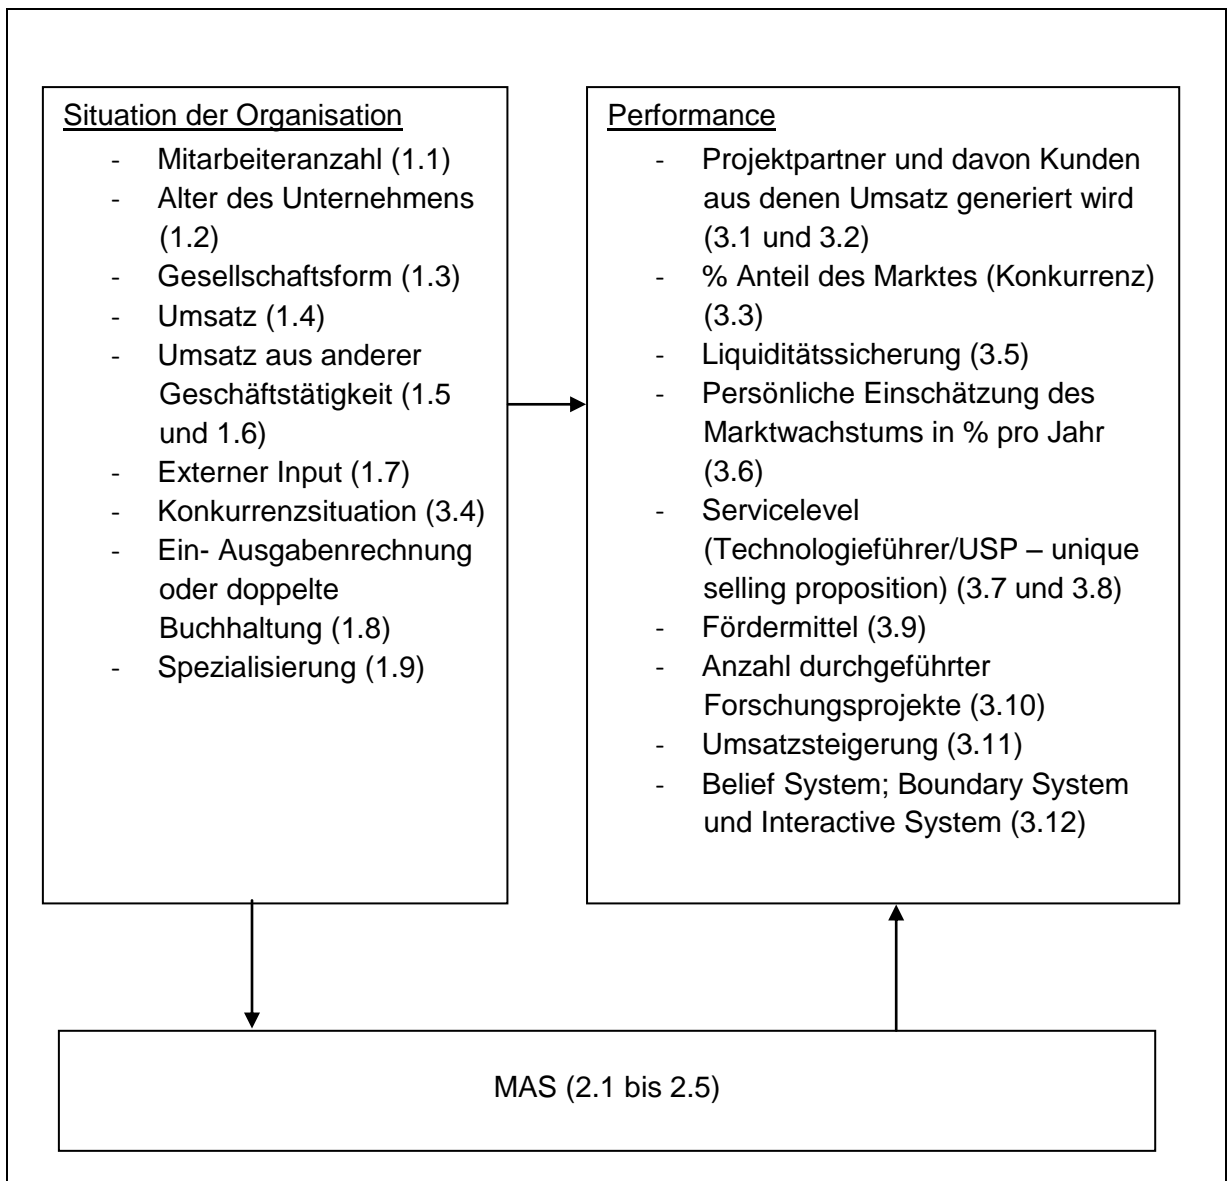 Situation der Organisation
- Mitarbeiteranzahl (1.1)
- Alter des Unternehmens
(1.2)
- Gesellschaftsform (1.3)
- Umsatz (1.4)
- Umsatz aus anderer
Geschäftstätigkeit (1.5
und 1.6)
- Externer Input (1.7)
- Konkurrenzsituation (3.4)
- Ein- Ausgabenrechnung
oder doppelte
Buchhaltung (1.8)
- Spezialisierung (1.9)
Performance
- Projektpartner und davon Kunden
aus denen Umsatz generiert wird
(3.1 und 3.2)
- % Anteil des Marktes (Konkurrenz)
(3.3)
- Liquiditätssicherung (3.5)
- Persönliche Einschätzung des
Marktwachstums in % pro Jahr
(3.6)
- Servicelevel
(Technologieführer/USP – unique
selling proposition) (3.7 und 3.8)
- Fördermittel (3.9)
- Anzahl durchgeführter
Forschungsprojekte (3.10)
- Umsatzsteigerung (3.11)
- Belief System; Boundary System
und Interactive System (3.12)
MAS (2.1 bis 2.5)